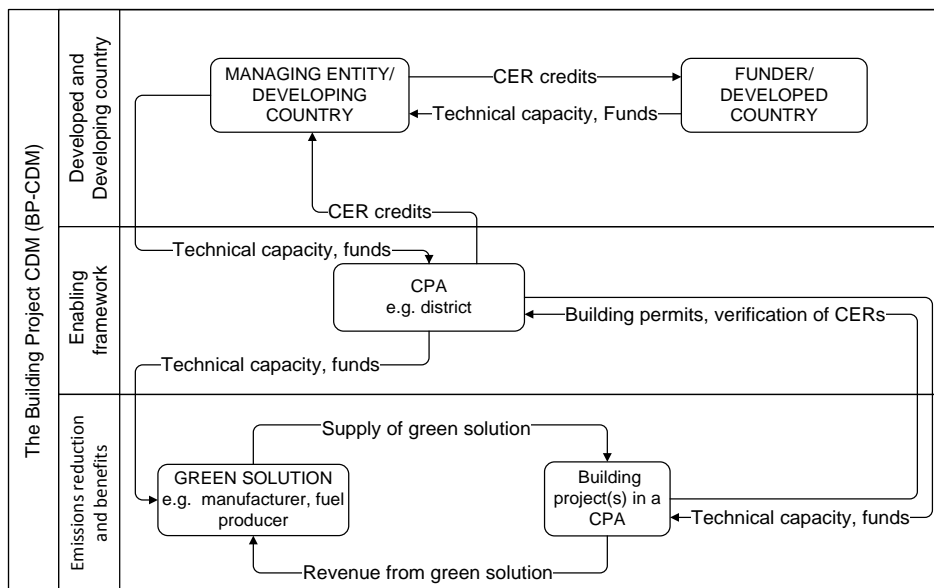 The Building Project CDM (BP-CDM)
Developed and
Developing country
MANAGING ENTITY/
DEVELOPING
COUNTRY
CER credits
Technical capacity, Funds
FUNDER/
DEVELOPED
COUNTRY
CER credits
Enabling
framework
Technical capacity, funds
CPA
e.g. district
Building permits, verification of CERs
Technical capacity, funds
Emissions reduction
and benefits
Supply of green solution
GREEN SOLUTION
e.g. manufacturer, fuel
producer
Building
project(s) in a
CPA
Technical capacity, funds
Revenue from green solution